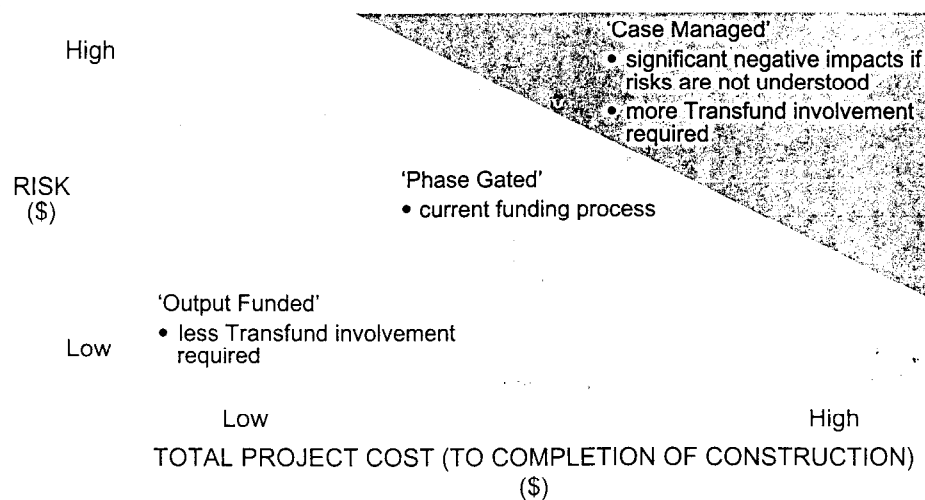 High
'Case Managed'
• significant negative impacts if
risks are not understood
• more Transfund involvement
required
RISK
($)
'Phase Gated'
• current funding process
'Output Funded'
• less Transfund involvement
required
Low
Low
High
TOTAL PROJECT COST (TO COMPLETION OF CONSTRUCTION)
($)